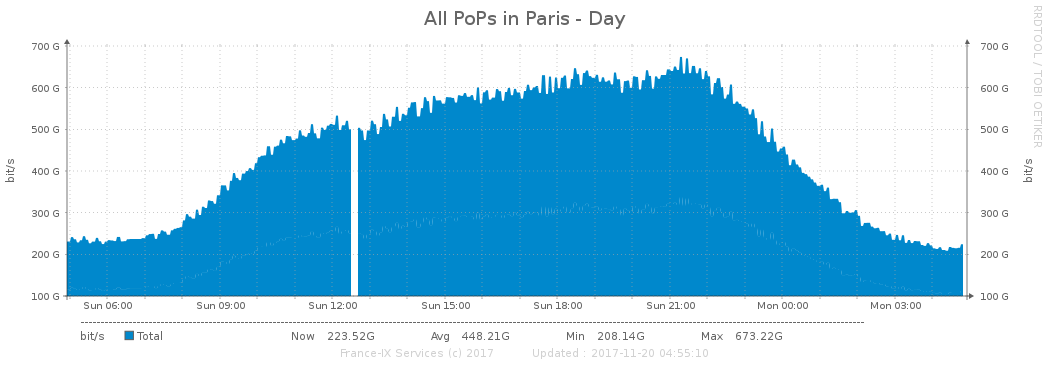 All PoPs in Paris - Day
RRDTOOL / TOBI OETIKER
bit/s
bit/s
700 G 700 G
600 G 600 G
500 G 500 G
400 G 400 G
300 G 300 G
200 G 200 G
100 G 100 G
Sun 06:00 Sun 09:00 Sun 12:00 Sun 15:00 Sun 18:00 Sun 21:00 Mon 00:00 Mon 03:00
bit/s Total Now 223.52G Avg 448.21G Min 208.14G Max 673.22G
France-IX Services (c) 2017 Updated : 2017-11-20 04:55:10